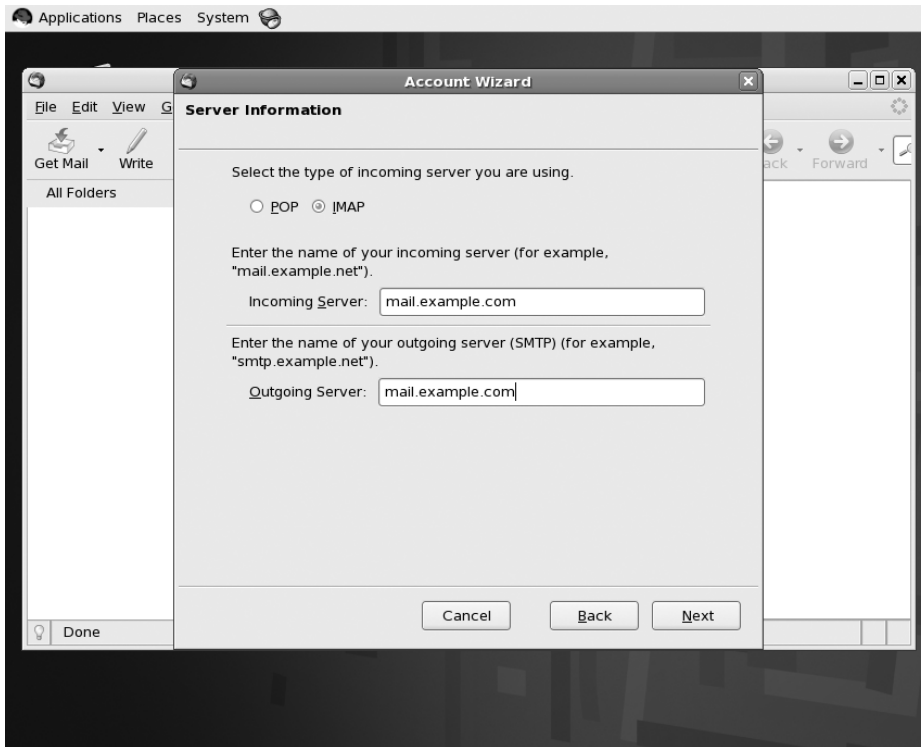 Applications Places System
Account Wizard
File Edit View G
Server Information
Get Mail Write
ack Forward
All Folders
Select the type of incoming server you are using.
POP IMAP
Enter the name of your incoming server (for example,
"mail.example.net").
Incoming Server: mail.example.com
Enter the name of your outgoing server (SMTP) (for example,
"smtp.example.net").
Outgoing Server: mail.example.com
Cancel Back Next
Done